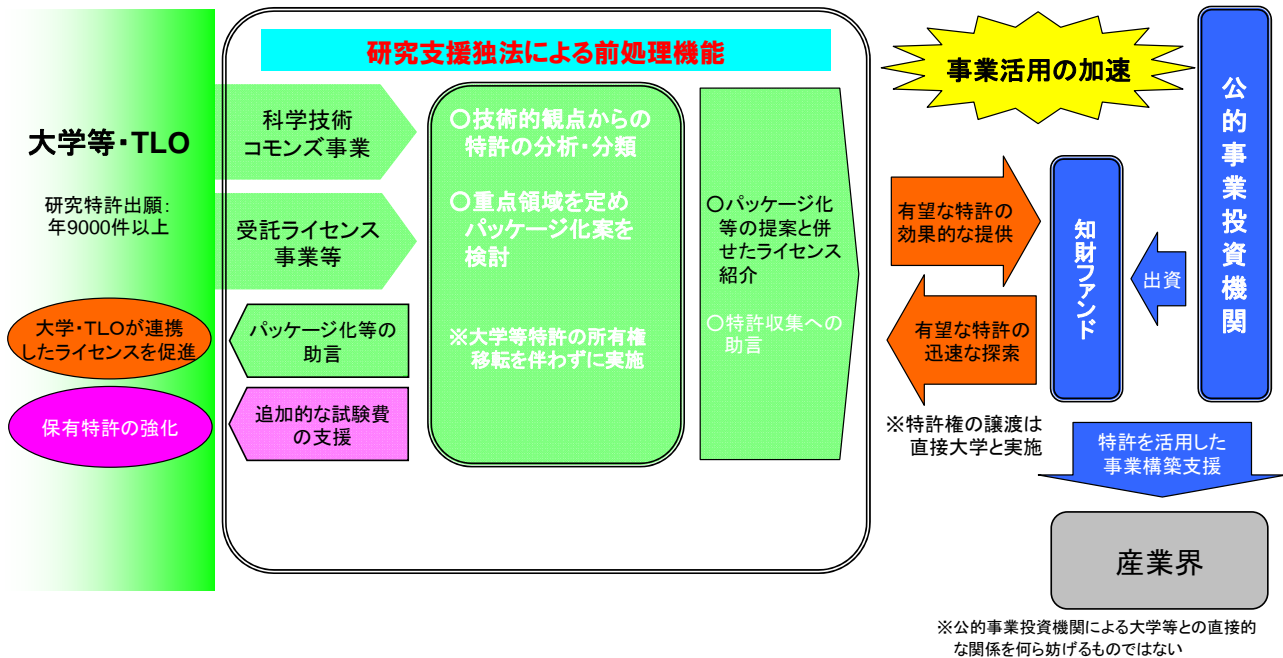 研究支援独法による前処理機能
大学等・TLO
研究特許出願：
年9000件以上
大学・TLOが連携
したライセンスを促進
保有特許の強化
科学技術
コモンズ事業
受託ライセンス
事業等
パッケージ化等の
助言
追加的な試験費
の支援
○技術的観点からの
特許の分析・分類
○重点領域を定め
パッケージ化案を
検討
※大学等特許の所有権
移転を伴わずに実施
○パッケージ化
等の提案と併
せたライセンス
紹介
○特許収集への
助言
事業活用の加速
有望な特許の
効果的な提供
有望な特許の
迅速な探索
※特許権の譲渡は
直接大学と実施
知財ファンド
出資
公的事業投資機関
特許を活用した
事業構築支援
産業界
※公的事業投資機関による大学等との直接的
な関係を何ら妨げるものではない